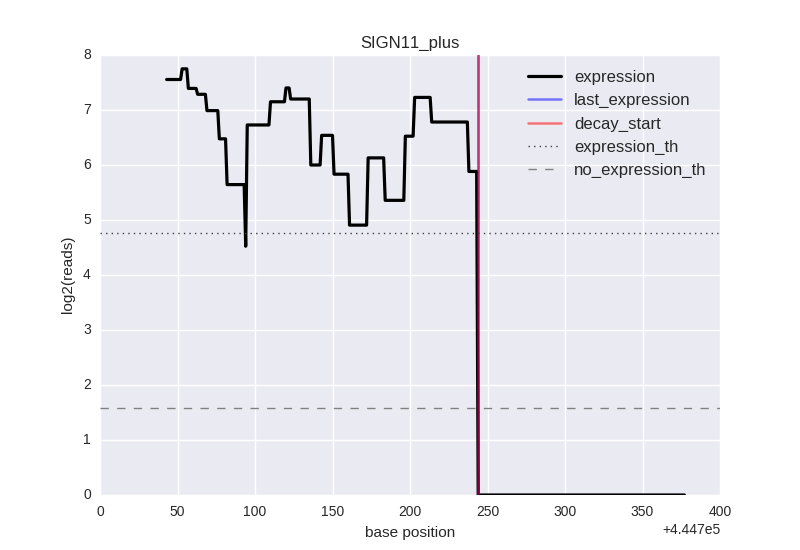 SIGN11_plus
8
7
6
5
4
3
2
1
0
log2(reads)
expression
last_expression
decay_start
expression_th
no_expression_th
0 50 100 150 200 250 300 350 400
base position
+4.447e5